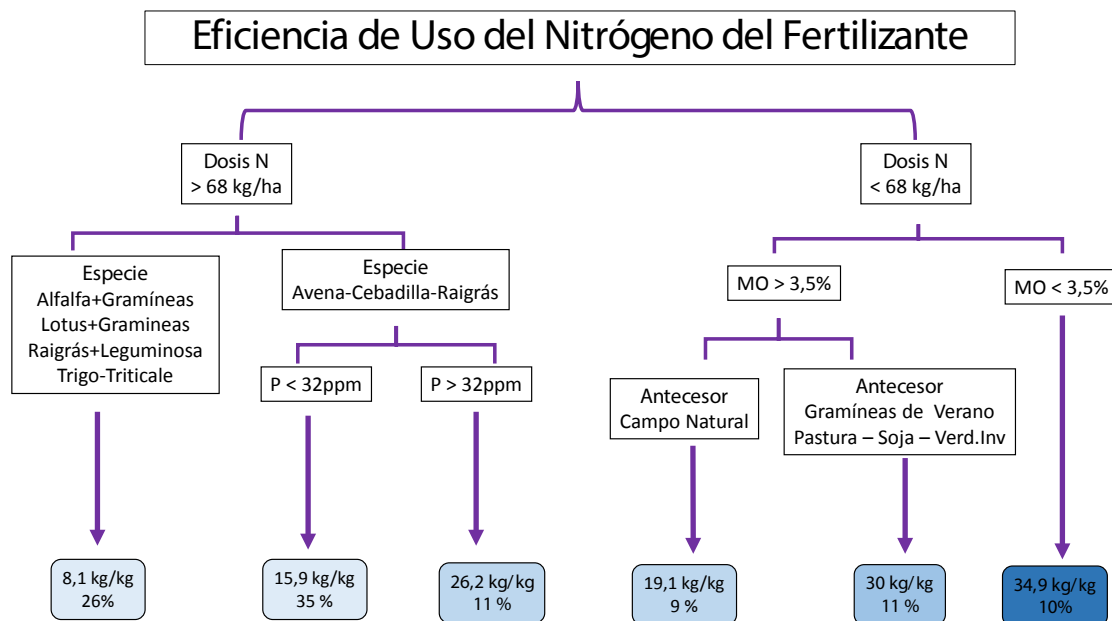 Eficiencia de Uso del Nitrógeno del Fertilizante
Dosis N
> 68 kg/ha
Dosis N
< 68 kg/ha
Especie
Alfalfa+Gramíneas
Lotus+Gramineas
Raigrás+Leguminosa
Trigo-Triticale
Especie
Avena-Cebadilla-Raigrás
MO > 3,5%
MO < 3,5%
P < 32ppm
P > 32ppm
Antecesor
Campo Natural
Antecesor
Gramíneas de Verano
Pastura – Soja – Verd.Inv
8,1 kg/kg
26%
15,9 kg/kg
35 %
26,2 kg/kg
11 %
19,1 kg/kg
9 %
30 kg/kg
11 %
34,9 kg/kg
10%